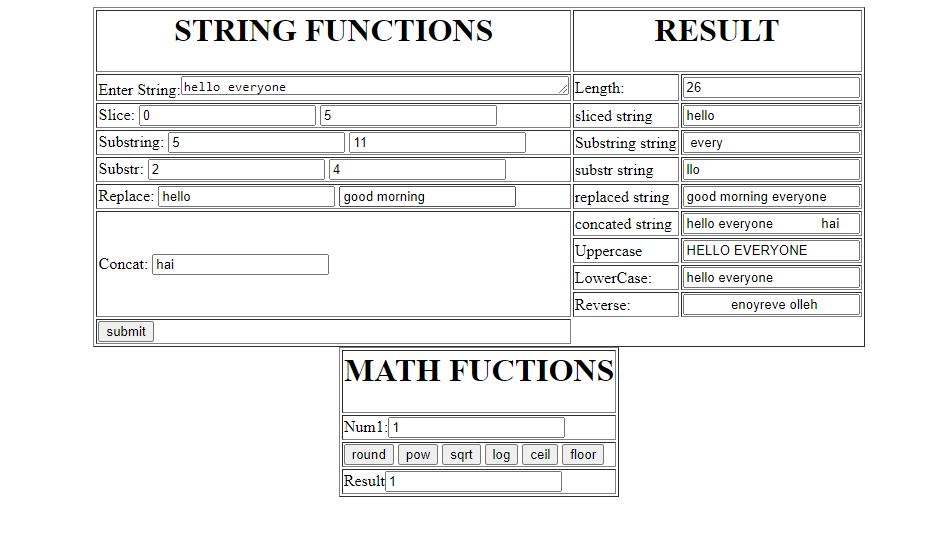 STRING FUNCTIONS RESULT
Enter String: hello everyone Length: 26
Slice: 0 5 sliced string hello
Substring: 5 11 Substring string every
Substr: 2 4 substr string llo
Replace: hello good morning replaced string good morning everyone
concated string hello everyone hai
Concat: hai Uppercase HELLO EVERYONE
LowerCase: hello everyone
Reverse: enoyreve olleh
submit
MATH FUCTIONS
Num1: 1
round pow sqrt log ceil floor
Result 1